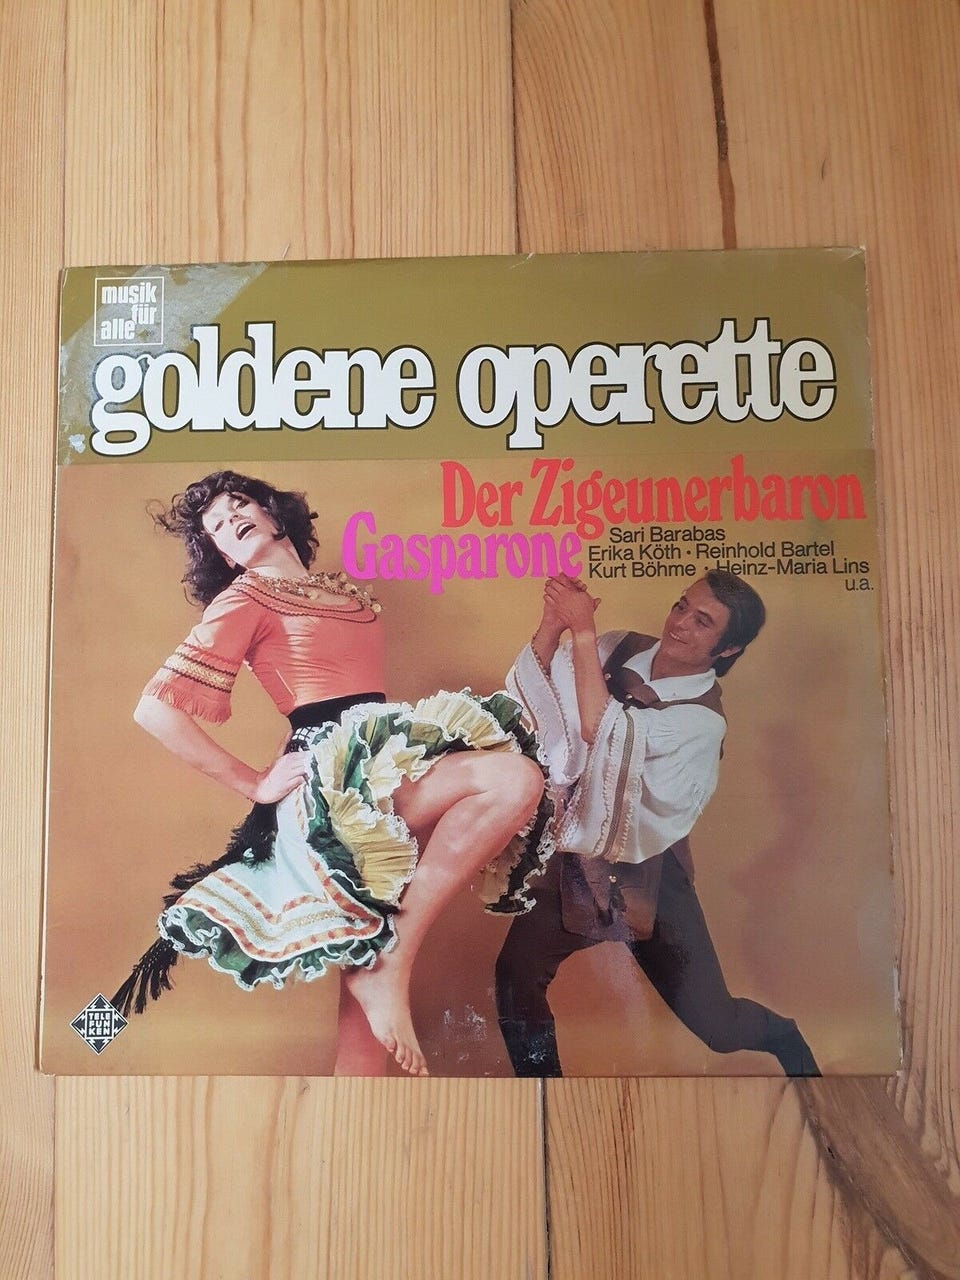 musik
für
alle
goldene operette
Der Zigeunerbaron
Gasparone
Sari Barabas
Erika Köth · Reinhold Bartel
Kurt Böhme · Heinz-Maria Lins
u.a.
TELE
FUN
KEN